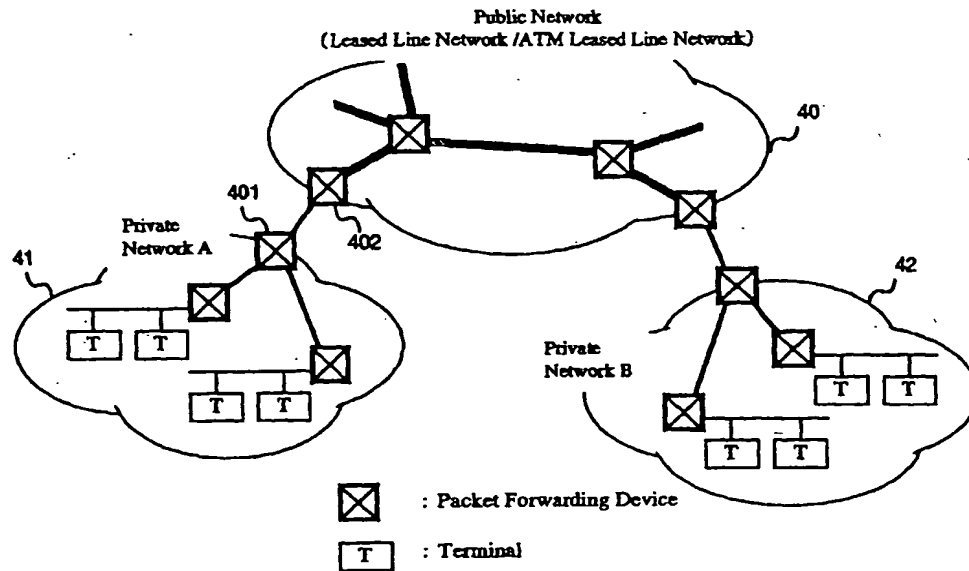 Public Network
(Leased Line Network /ATM Leased Line Network)
40
401
402
Private
Network A
41
42
T
T
T
T
Private
Network B
T
T
T
T
: Packet Forwarding Device
T : Terminal